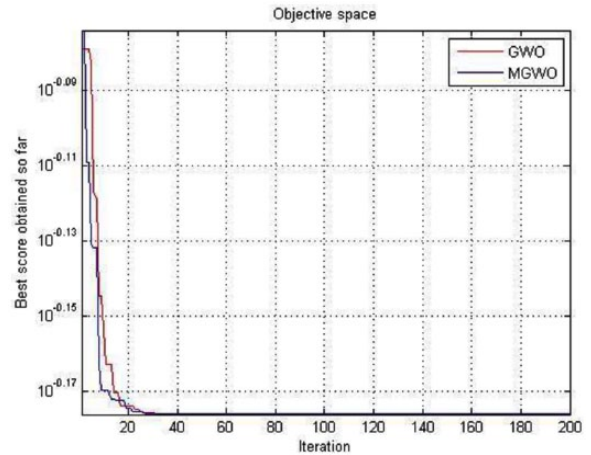 Objective space
GWO
MGWO
10^-0.09
10^-0.11
10^-0.13
10^-0.15
10^-0.17
Best score obtained so far
20 40 60 80 100 120 140 160 180 200
Iteration